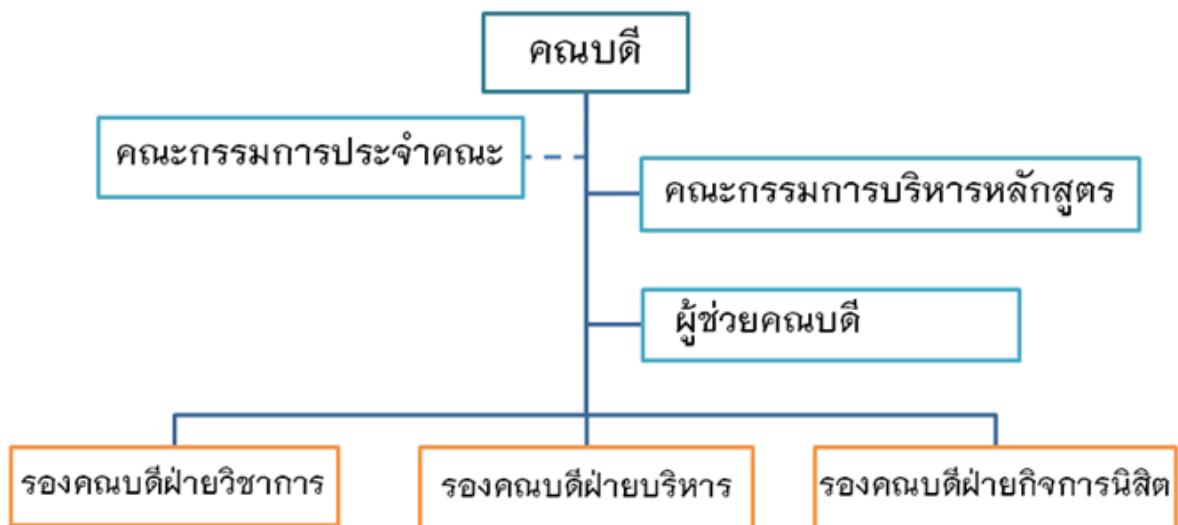 คณบดี
คณะกรรมการประจำคณะ
คณะกรรมการบริหารหลักสูตร
ผู้ช่วยคณบดี
รองคณบดีฝ่ายวิชาการ
รองคณบดีฝ่ายบริหาร
รองคณบดีฝ่ายกิจการนิสิต